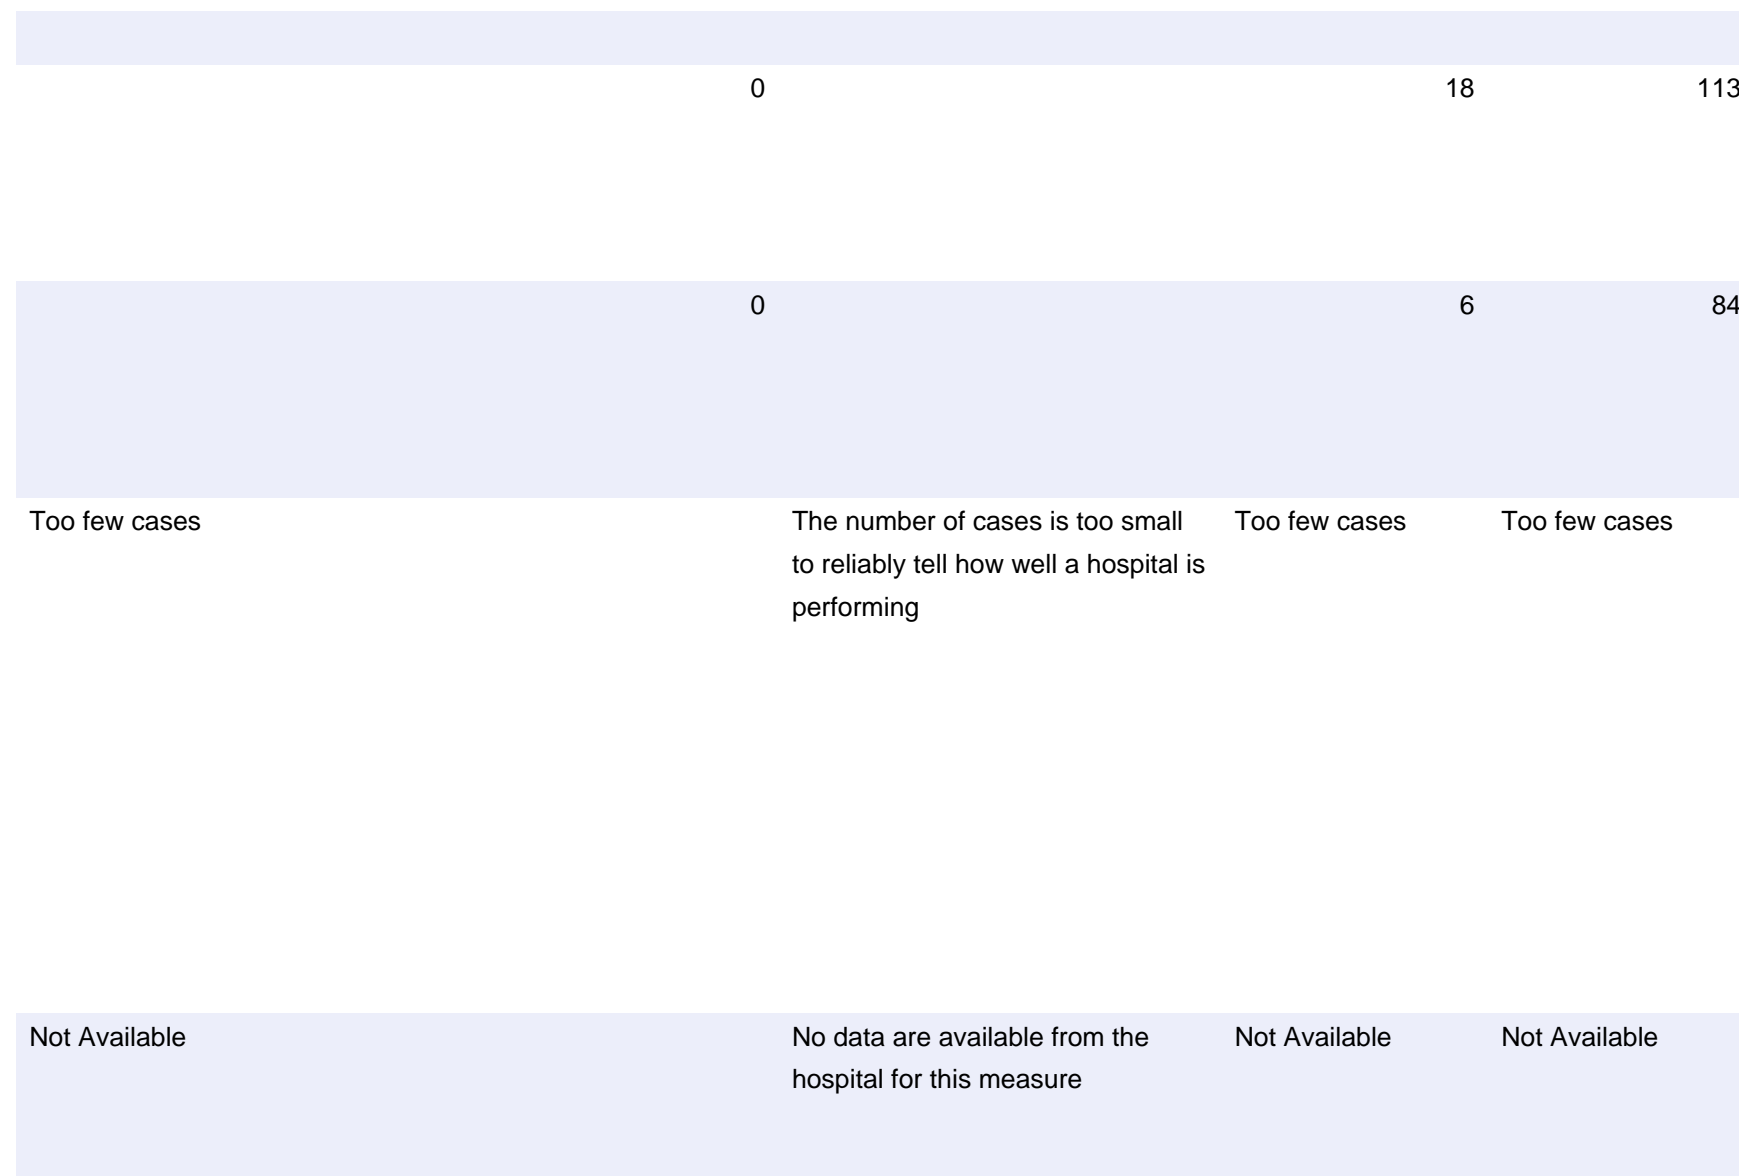 0 18 113
0 6 84
Too few cases The number of cases is too small Too few cases Too few cases
to reliably tell how well a hospital is
performing
Not Available No data are available from the Not Available Not Available
hospital for this measure